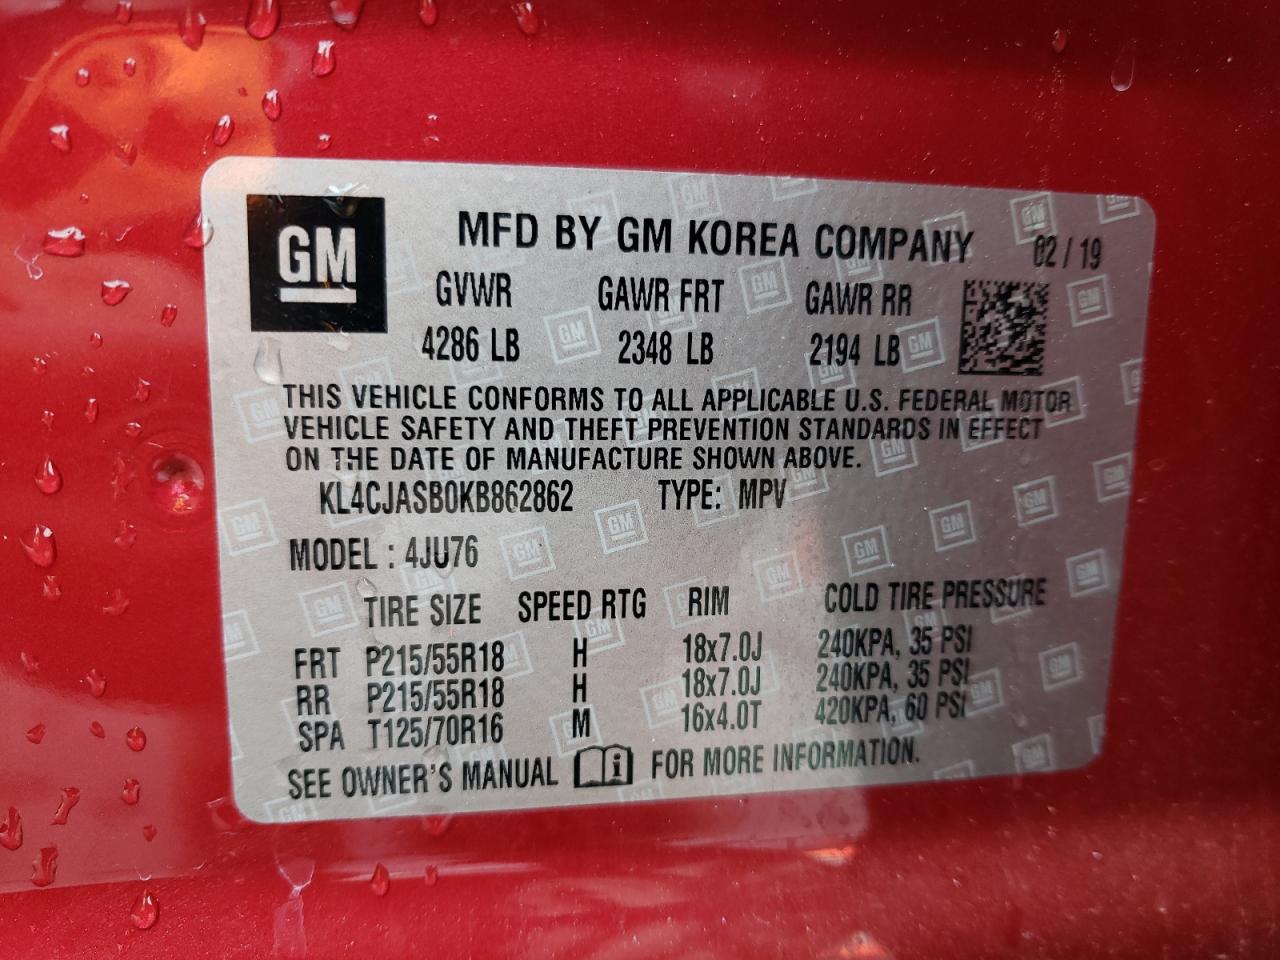 GM
MFD BY GM KOREA COMPANY 02/19
GVWR GAWR FRT GAWR RR
4286 LB 2348 LB 2194 LB
THIS VEHICLE CONFORMS TO ALL APPLICABLE U.S. FEDERAL MOTOR
VEHICLE SAFETY AND THEFT PREVENTION STANDARDS IN EFFECT
ON THE DATE OF MANUFACTURE SHOWN ABOVE.
KL4CJASB0KB862862 TYPE: MPV
MODEL : 4JU76
TIRE SIZE SPEED RTG RIM COLD TIRE PRESSURE
FRT P215/55R18 H 18x7.0J 240KPA, 35 PSI
RR P215/55R18 H 18x7.0J 240KPA, 35 PSI
SPA T125/70R16 M 16x4.0T 420KPA, 60 PSI
SEE OWNER'S MANUAL i FOR MORE INFORMATION.